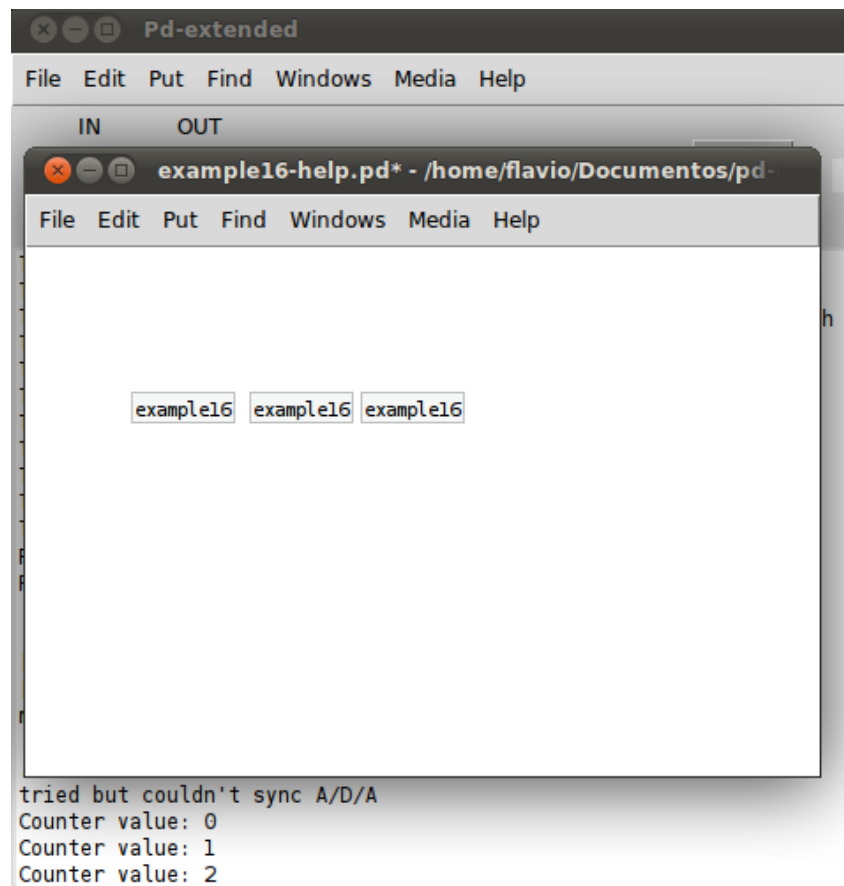 Pd-extended
File Edit Put Find Windows Media Help
IN OUT
example16-help.pd* - /home/flavio/Documentos/pd-
File Edit Put Find Windows Media Help
h
example16 example16 example16
tried but couldn't sync A/D/A
Counter value: 0
Counter value: 1
Counter value: 2